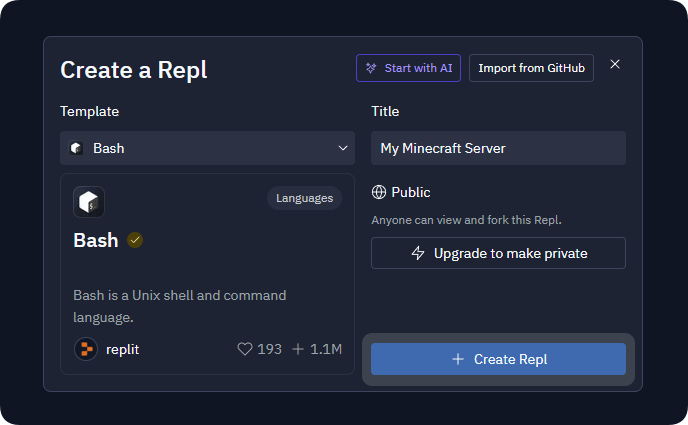 Create a Repl
Start with AI
Import from GitHub
Template
Title
Bash
My Minecraft Server
Languages
Public
Anyone can view and fork this Repl.
Bash
Upgrade to make private
Bash is a Unix shell and command
language.
replit
193
1.1M
Create Repl